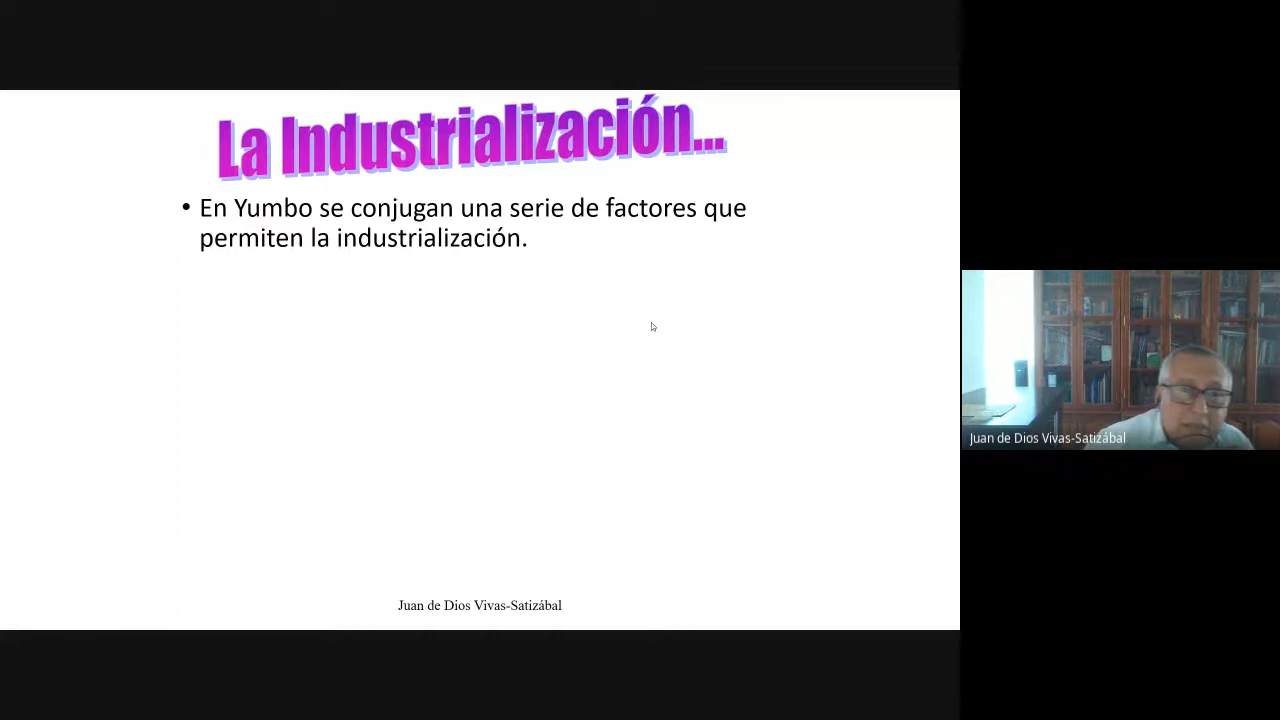 La Industrialización...
• En Yumbo se conjugan una serie de factores que
permiten la industrialización.
Juan de Dios Vivas-Satizábal
Juan de Dios Vivas-Satizábal